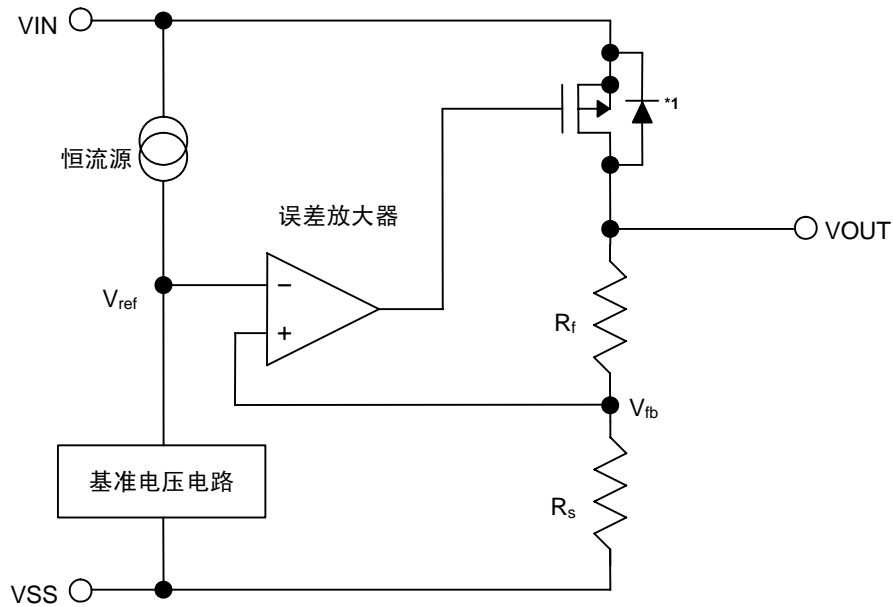 VIN
*1
恒流源
误差放大器
VOUT
Vref
−
+
Rf
Vfb
基准电压电路
Rs
VSS